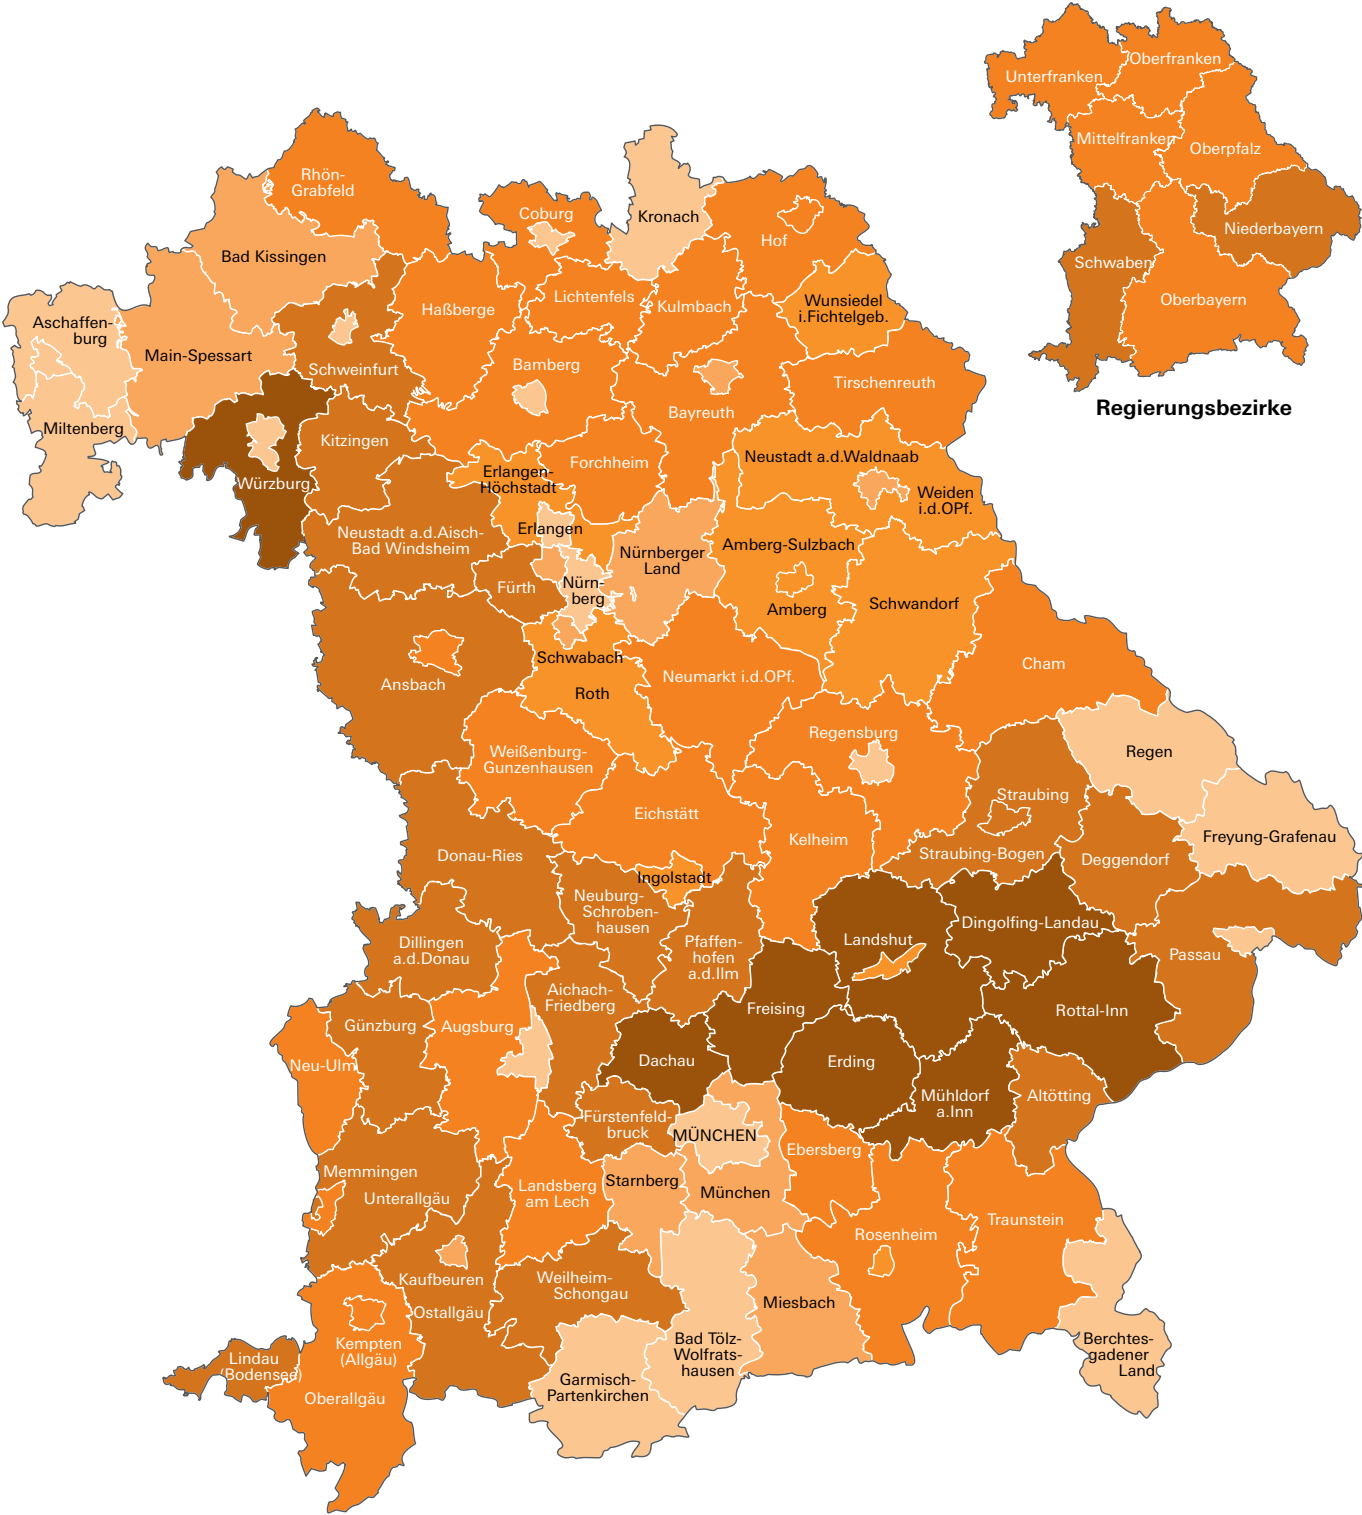 Oberfranken
Unterfranken
Mittelfranken
Oberpfalz
Niederbayern
Schwaben
Oberbayern
Regierungsbezirke
Rhön-
Grabfeld
Coburg
Kronach
Hof
Bad Kissingen
Lichtenfels
Kulmbach
Wunsiedel
i.Fichtelgeb.
Haßberge
Aschaffen-
burg
Main-Spessart
Schweinfurt
Bamberg
Tirschenreuth
Bayreuth
Miltenberg
Kitzingen
Forchheim
Neustadt a.d.Waldnaab
Erlangen-
Höchstadt
Würzburg
Weiden
i.d.OPf.
Neustadt a.d.Aisch-
Bad Windsheim
Erlangen
Nürnberger
Land
Amberg-Sulzbach
Fürth
Nürn-
berg
Amberg
Schwandorf
Schwabach
Roth
Cham
Ansbach
Neumarkt i.d.OPf.
Regensburg
Regen
Weißenburg-
Gunzenhausen
Straubing
Eichstätt
Kelheim
Freyung-Grafenau
Donau-Ries
Straubing-Bogen
Deggendorf
Ingolstadt
Neuburg-
Schroben-
hausen
Dingolfing-Landau
Dillingen
a.d.Donau
Pfaffen-
hofen
a.d.Ilm
Landshut
Passau
Aichach-
Friedberg
Freising
Rottal-Inn
Günzburg
Augsburg
Neu-Ulm
Dachau
Erding
Mühldorf
a.Inn
Altötting
Fürstenfeld-
bruck
MÜNCHEN
Ebersberg
Memmingen
Unterallgäu
Landsberg
am Lech
Starnberg
München
Traunstein
Rosenheim
Kaufbeuren
Weilheim-
Schongau
Ostallgäu
Miesbach
Kempten
(Allgäu)
Bad Tölz-
Wolfrats-
hausen
Berchtes-
gadener
Land
Lindau
(Bodensee)
Garmisch-
Partenkirchen
Oberallgäu